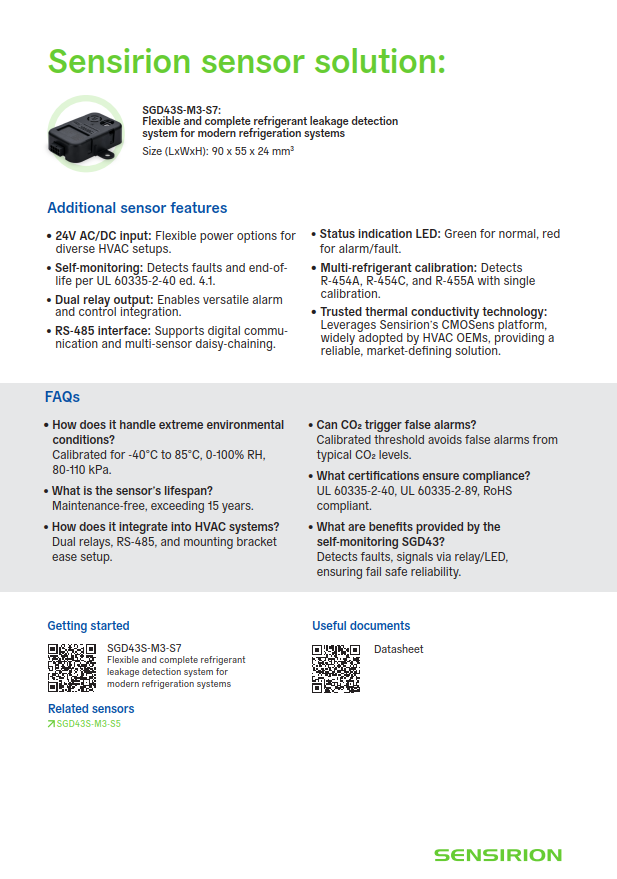 Sensirion sensor solution:
SGD43S-M3-S7:
Flexible and complete refrigerant leakage detection
system for modern refrigeration systems
Size (LxWxH): 90 x 55 x 24 mm³
Additional sensor features
• 24V AC/DC input: Flexible power options for
diverse HVAC setups.
• Self-monitoring: Detects faults and end-of-
life per UL 60335-2-40 ed. 4.1.
• Dual relay output: Enables versatile alarm
and control integration.
• RS-485 interface: Supports digital commu-
nication and multi-sensor daisy-chaining.
• Status indication LED: Green for normal, red
for alarm/fault.
• Multi-refrigerant calibration: Detects
R-454A, R-454C, and R-455A with single
calibration.
• Trusted thermal conductivity technology:
Leverages Sensirion's CMOSens platform,
widely adopted by HVAC OEMs, providing a
reliable, market-defining solution.
FAQs
• How does it handle extreme environmental
conditions?
Calibrated for -40°C to 85°C, 0-100% RH,
80-110 kPa.
• What is the sensor's lifespan?
Maintenance-free, exceeding 15 years.
• How does it integrate into HVAC systems?
Dual relays, RS-485, and mounting bracket
ease setup.
• Can CO₂ trigger false alarms?
Calibrated threshold avoids false alarms from
typical CO₂ levels.
• What certifications ensure compliance?
UL 60335-2-40, UL 60335-2-89, RoHS
compliant.
• What are benefits provided by the
self-monitoring SGD43?
Detects faults, signals via relay/LED,
ensuring fail safe reliability.
Getting started
SGD43S-M3-S7
Flexible and complete refrigerant
leakage detection system for
modern refrigeration systems
Related sensors
SGD43S-M3-S5
Useful documents
Datasheet
SENSIRION